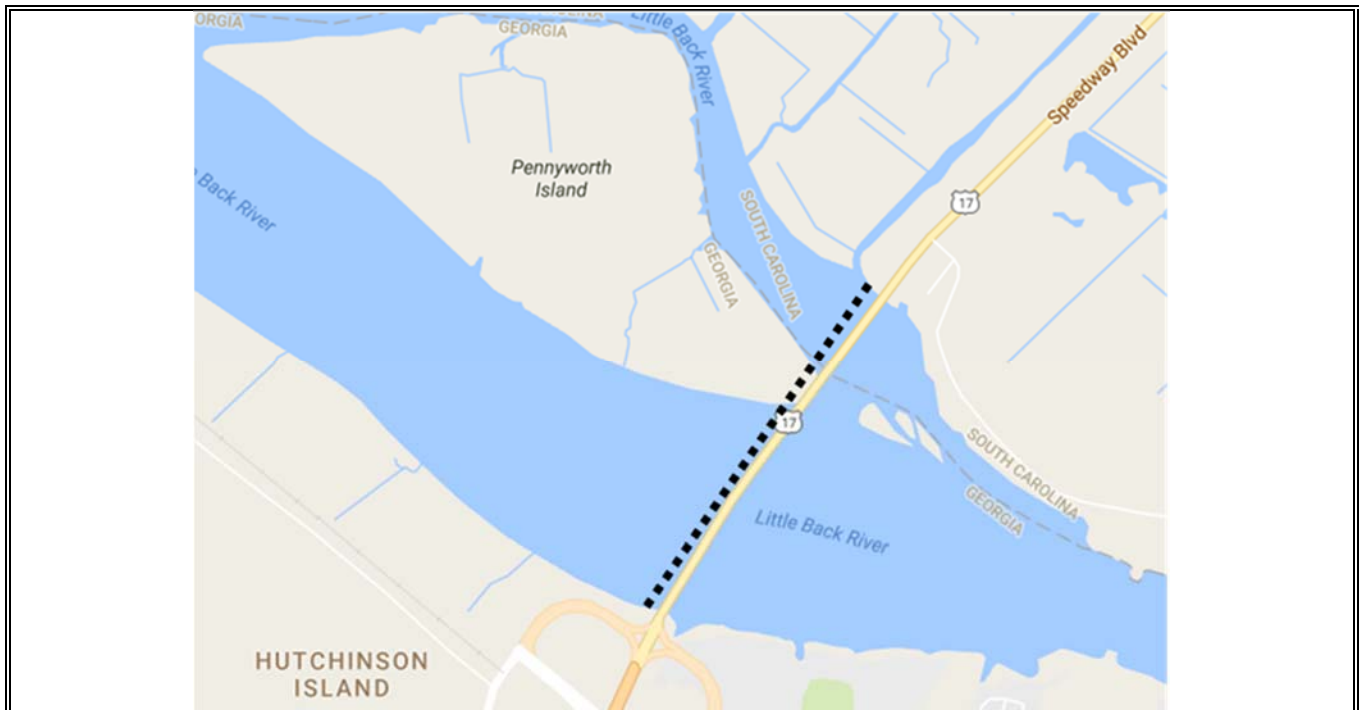 ORGIA
GEORGIA
Little Back River
Speedway Blvd
Pennyworth
Island
Back River
17
SOUTH CAROLINA
GEORGIA
17
SOUTH CAROLINA
GEORGIA
Little Back River
HUTCHINSON
ISLAND